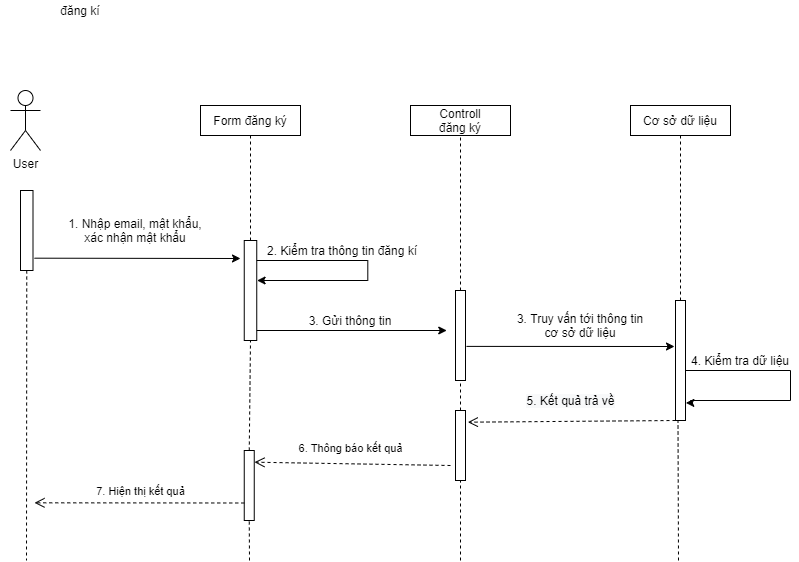 đăng kí
User
Form đăng ký
Controll
đăng ký
Cơ sở dữ liệu
1. Nhập email, mật khẩu,
xác nhận mật khẩu
2. Kiểm tra thông tin đăng kí
3. Gửi thông tin
3. Truy vấn tới thông tin
cơ sở dữ liệu
4. Kiểm tra dữ liệu
5. Kết quả trả về
6. Thông báo kết quả
7. Hiện thị kết quả